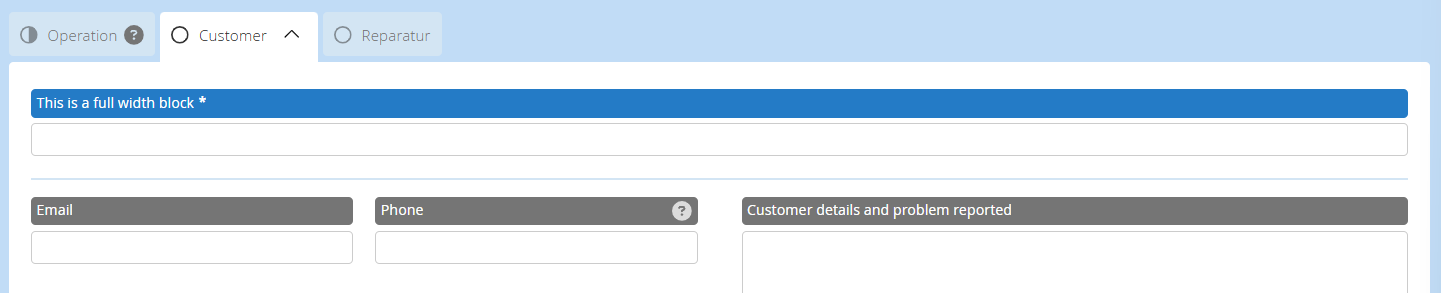 Operation ? Customer Reparatur
This is a full width block *
Email Phone ? Customer details and problem reported